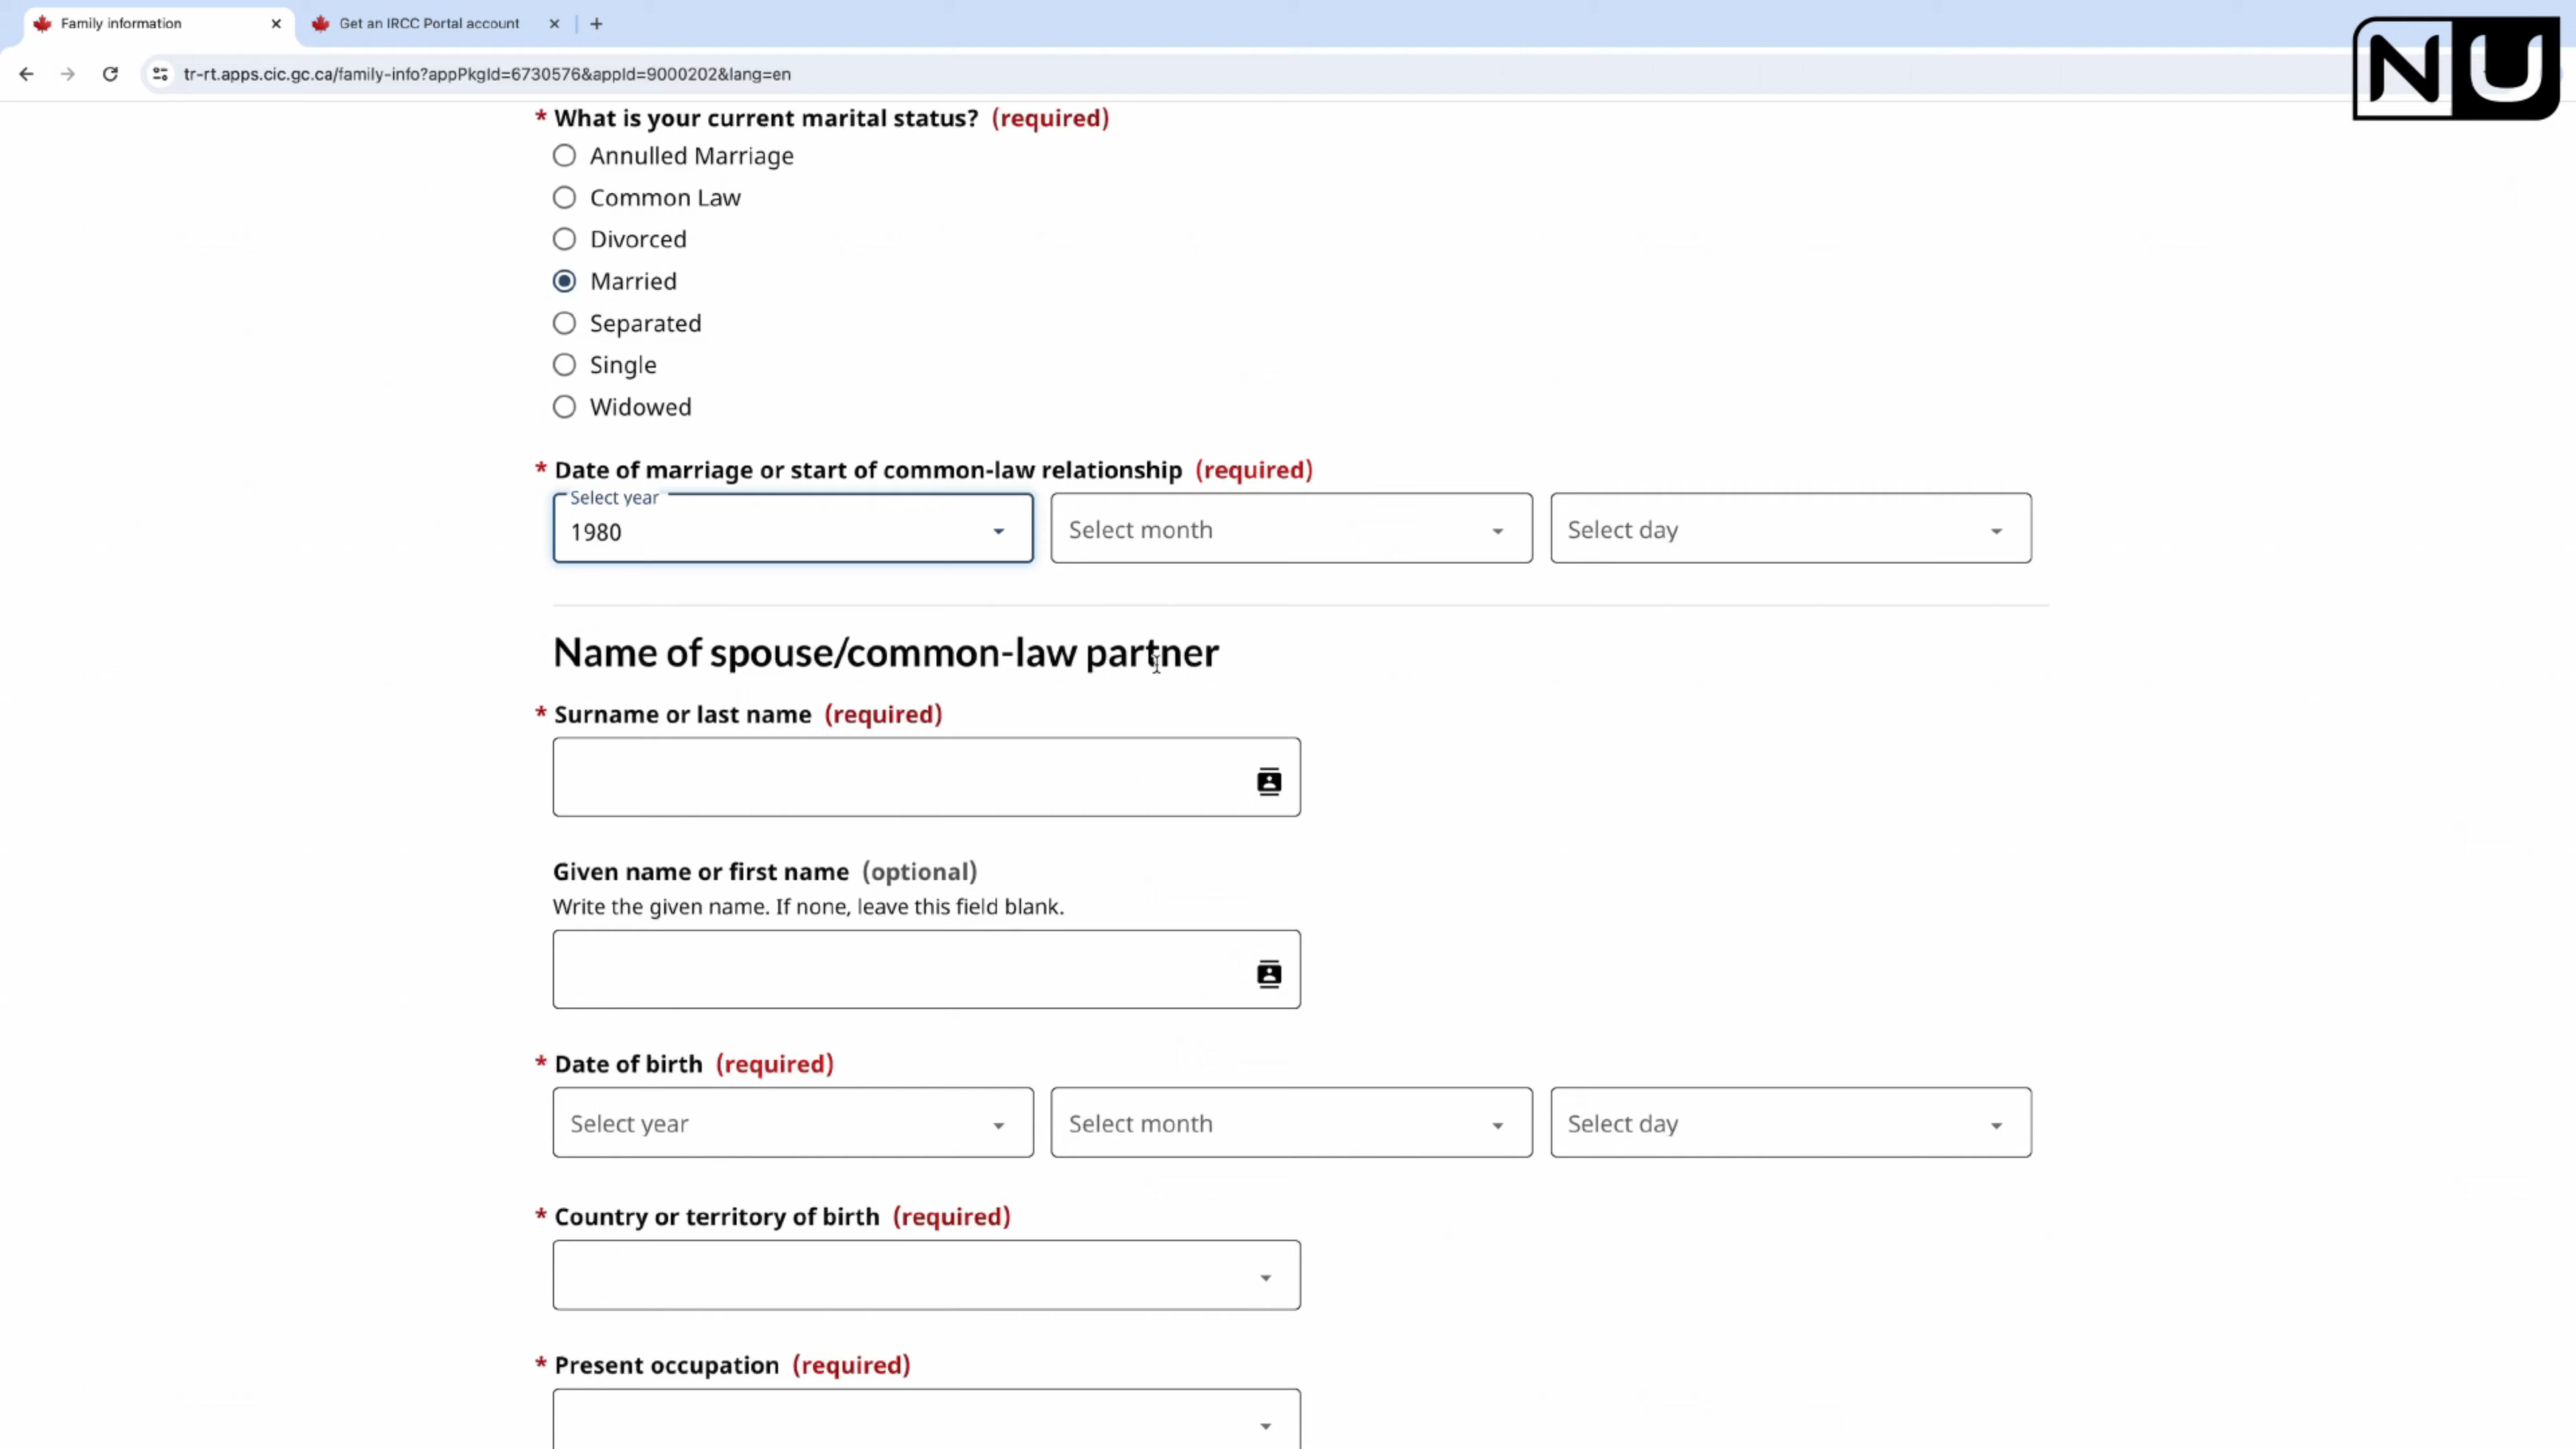 Family information
Get an IRCC Portal account
tr-rt.apps.cic.gc.ca/family-info?appPkgId=6730576&appId=9000202&lang=en
NU
* What is your current marital status? (required)
Annulled Marriage
Common Law
Divorced
Married
Separated
Single
Widowed
* Date of marriage or start of common-law relationship (required)
Select year
1980
Select month
Select day
Name of spouse/common-law partner
* Surname or last name (required)
Given name or first name (optional)
Write the given name. If none, leave this field blank.
* Date of birth (required)
Select year
Select month
Select day
* Country or territory of birth (required)
* Present occupation (required)